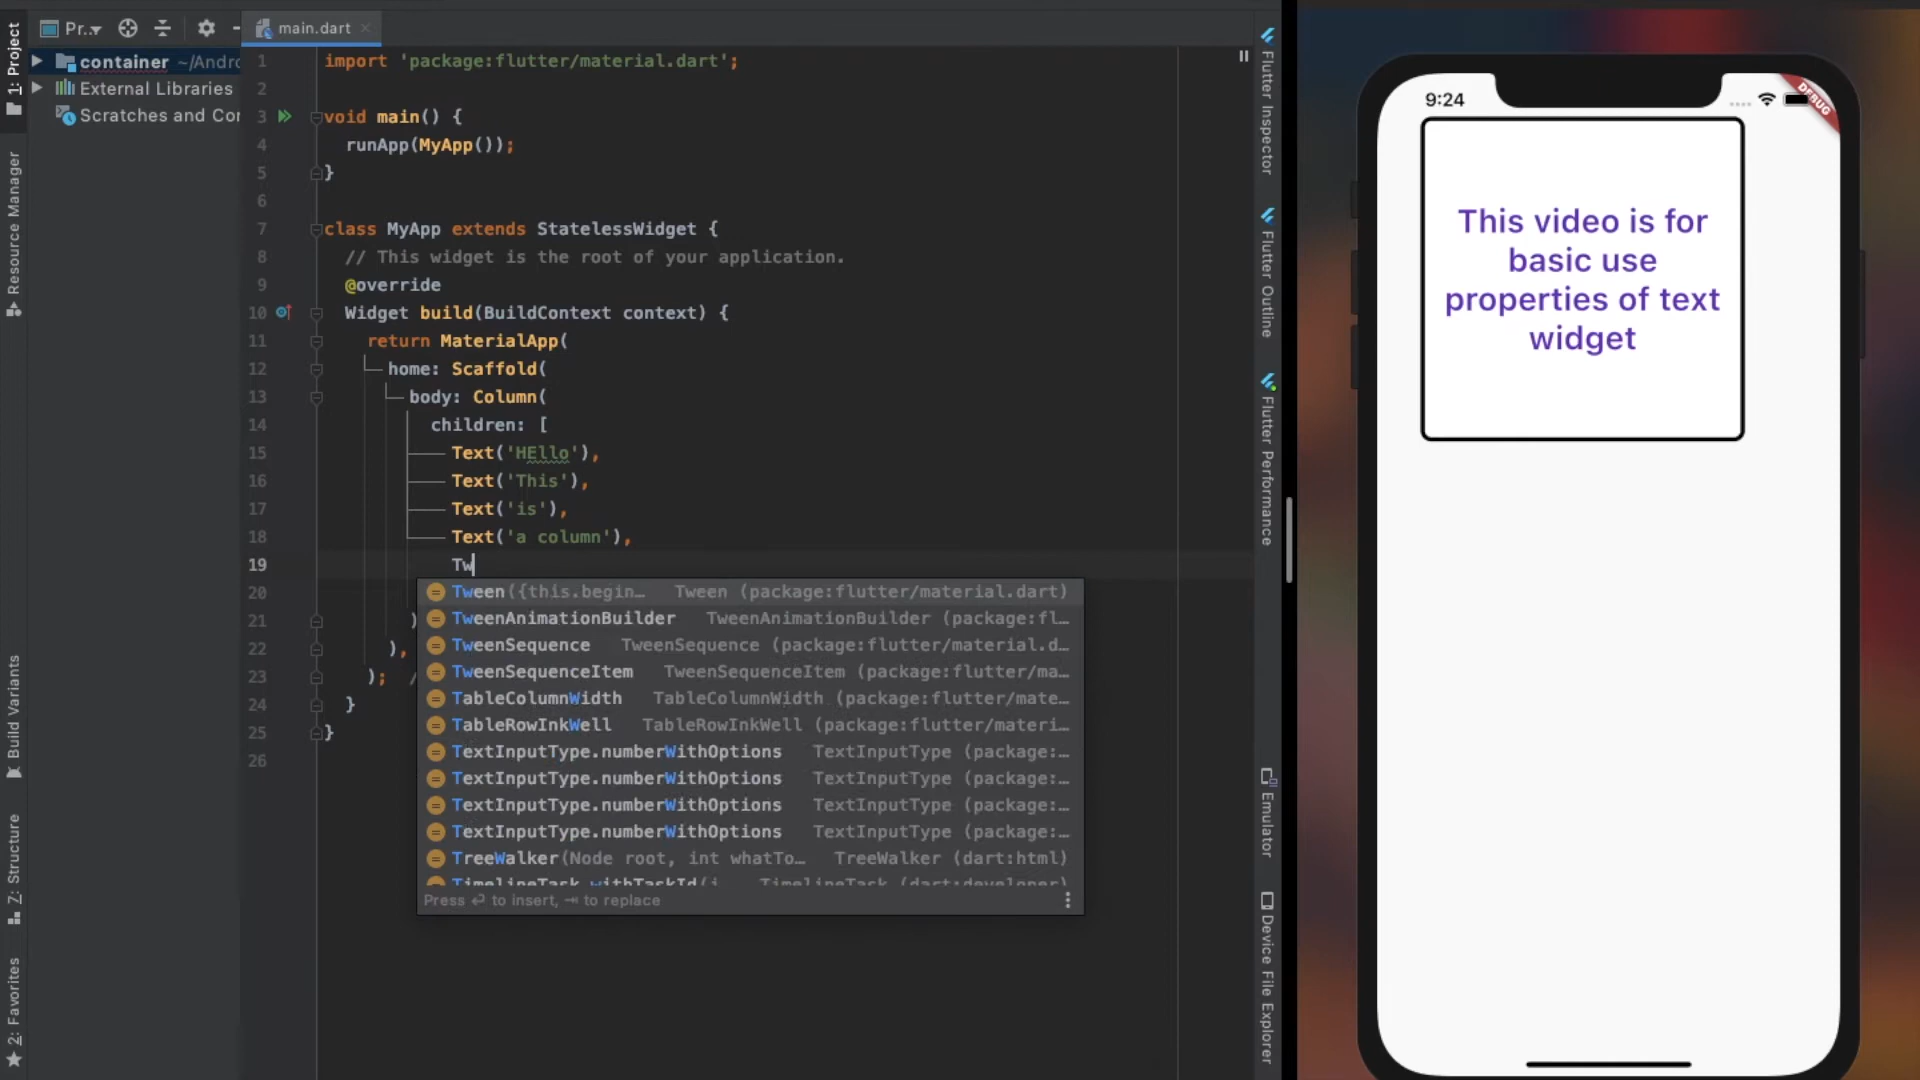 Pr...
main.dart
1: Project
Resource Manager
Build Variants
Z: Structure
2: Favorites
container ~/Andro
External Libraries
Scratches and Cor
1 import 'package:flutter/material.dart';
2
3 void main() {
4 runApp(MyApp());
5 }
6
7 class MyApp extends StatelessWidget {
8 // This widget is the root of your application.
9 @override
10 Widget build(BuildContext context) {
11 return MaterialApp(
12 home: Scaffold(
13 body: Column(
14 children: [
15 Text('HEllo'),
16 Text('This'),
17 Text('is'),
18 Text('a column'),
19 Tw
20
21 )
22 ),
23 ); /
24 }
25 }
26
Tween({this.begin… Tween (package:flutter/material.dart)
TweenAnimationBuilder TweenAnimationBuilder (package:fl…
TweenSequence TweenSequence (package:flutter/material.d…
TweenSequenceItem TweenSequenceItem (package:flutter/ma…
TableColumnWidth TableColumnWidth (package:flutter/mate…
TableRowInkWell TableRowInkWell (package:flutter/materi…
TextInputType.numberWithOptions TextInputType (package:…
TextInputType.numberWithOptions TextInputType (package:…
TextInputType.numberWithOptions TextInputType (package:…
TextInputType.numberWithOptions TextInputType (package:…
TreeWalker(Node root, int whatTo… TreeWalker (dart:html)
TimelineTask.withTaskId(i… TimelineTask (dart:developer)
Press ⏎ to insert, ⇥ to replace
Flutter Inspector
Flutter Outline
Flutter Performance
Emulator
Device File Explorer
9:24
DEBUG
This video is for
basic use
properties of text
widget